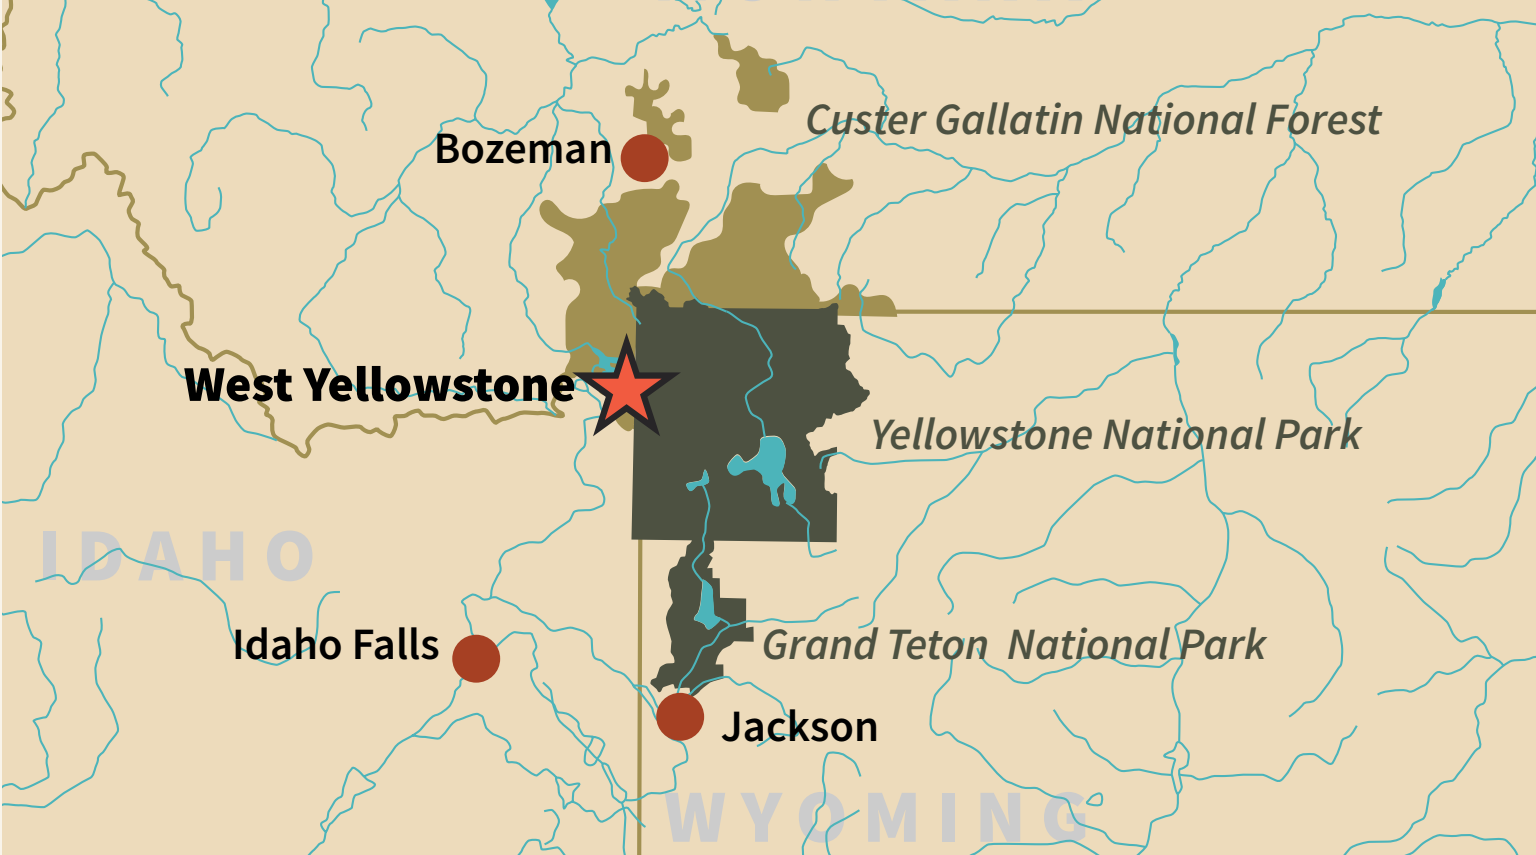 Custer Gallatin National Forest
Bozeman
West Yellowstone
Yellowstone National Park
IDAHO
Idaho Falls
Grand Teton  National Park
Jackson
WYOMING